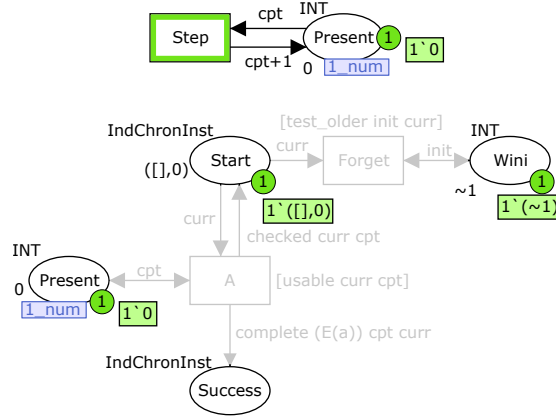 cpt
INT
Step
Present
1
1`0
cpt+1
0
1_num
[test_older init curr]
IndChronInst
INT
([],0)
Start
curr
Forget
init
Wini
1
~1
1
1`([],0)
1`(~1)
curr
checked curr cpt
INT
0
Present
cpt
A
[usable curr cpt]
1_num
1
1`0
complete (E(a)) cpt curr
IndChronInst
Success